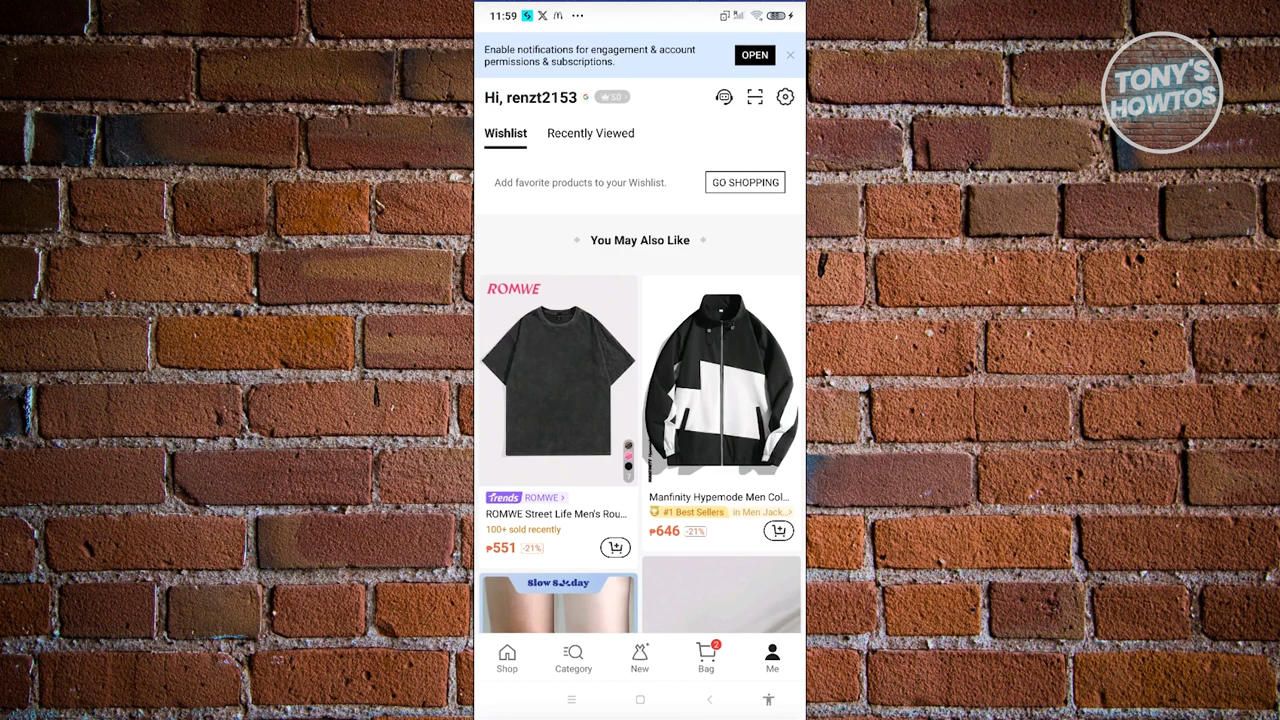 11:59
TONY'S
HOWTOS
Enable notifications for engagement & account
permissions & subscriptions.
OPEN
Hi, renzt2153
S0
Wishlist
Recently Viewed
Add favorite products to your Wishlist.
GO SHOPPING
You May Also Like
ROMWE
Trends ROMWE
ROMWE Street Life Men's Rou...
100+ sold recently
₱551 -21%
Manfinity Hypemode Men Col...
#1 Best Sellers in Men Jack...
₱646 -21%
Slow Sunday
Shop
Category
New
Bag
2
Me